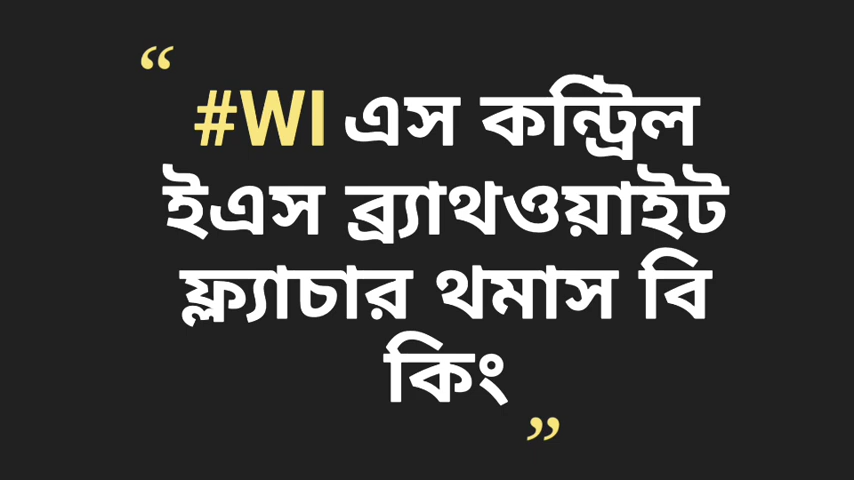 “
#WI এস কন্ট্রিল
ইএস ব্র্যাথওয়াইট
ফ্ল্যাচার থমাস বি
কিং
”